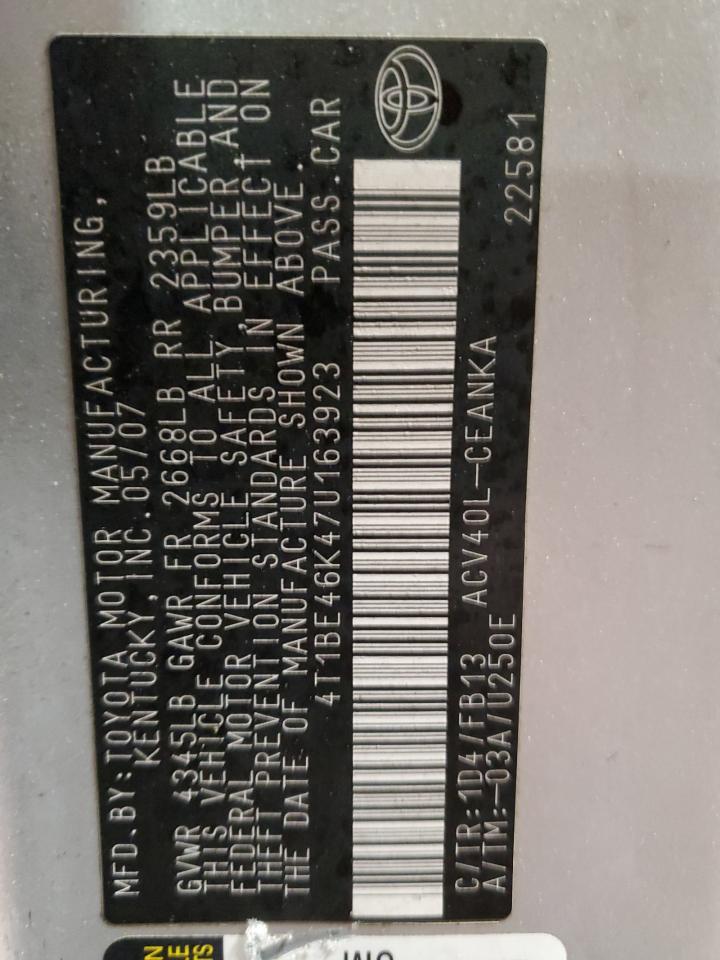 MFD.BY:TOYOTA MOTOR MANUFACTURING,
KENTUCKY,INC.05/07
GVWR 4345LB GAWR FR 2668LB RR 2359LB
THIS VEHICLE CONFORMS TO ALL APPLICABLE
FEDERAL MOTOR VEHICLE SAFETY,BUMPER,AND
THEFT PREVENTION STANDARDS IN EFFECT ON
THE DATE OF MANUFACTURE SHOWN ABOVE.
4T1BE46K47U163923 PASS.CAR
C/TR:1D4/FB13 ACV40L-CEANKA
A/TM:-03A/U250E 22581